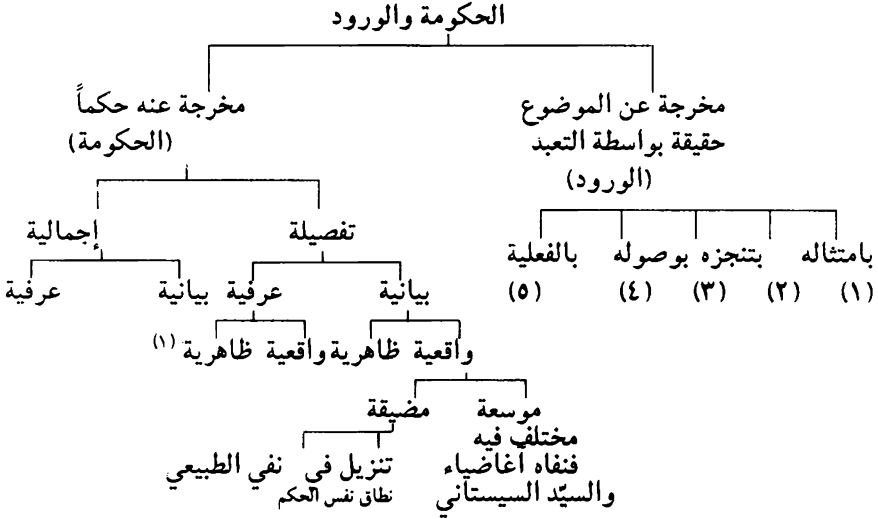 الحكومة والورود
مخرجة عن الموضوع
حقيقة بواسطة التعبد
(الورود)
مخرجة عنه حكماً
(الحكومة)
بامتثاله بتنجزه بوصوله بالفعلية
(١) (٢) (٣) (٤) (٥)
تفصيلة إجمالية
بيانية عرفية بيانية عرفية
واقعية ظاهرية واقعية ظاهرية (١)
موسعة مضيقة
مختلف فيه
فنفاه آغاضياء
والسيّد السيستاني
تنزيل في نفي الطبيعي
نطاق نفس الحكم